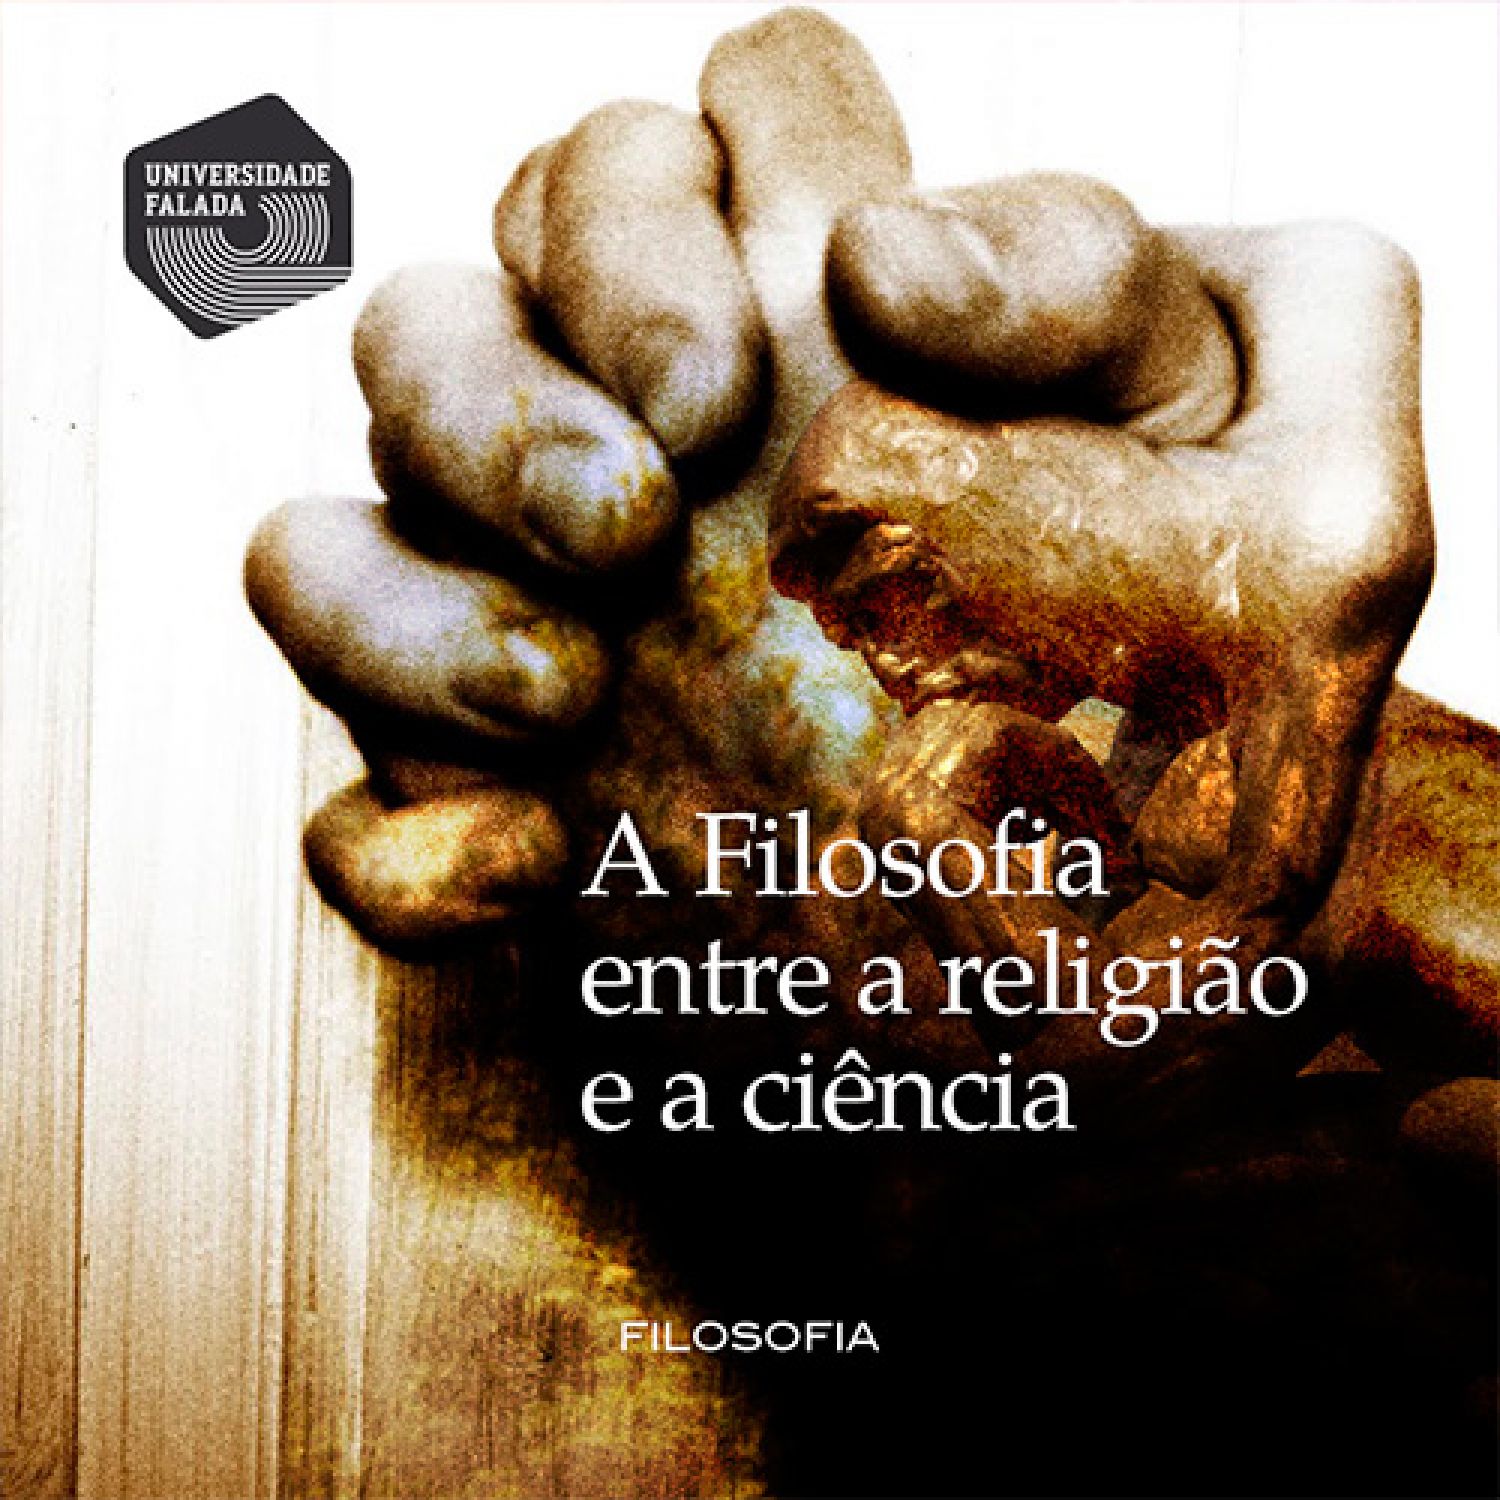 UNIVERSIDADE
FALADA
A Filosofia
entre a religião
e a ciência
FILOSOFIA